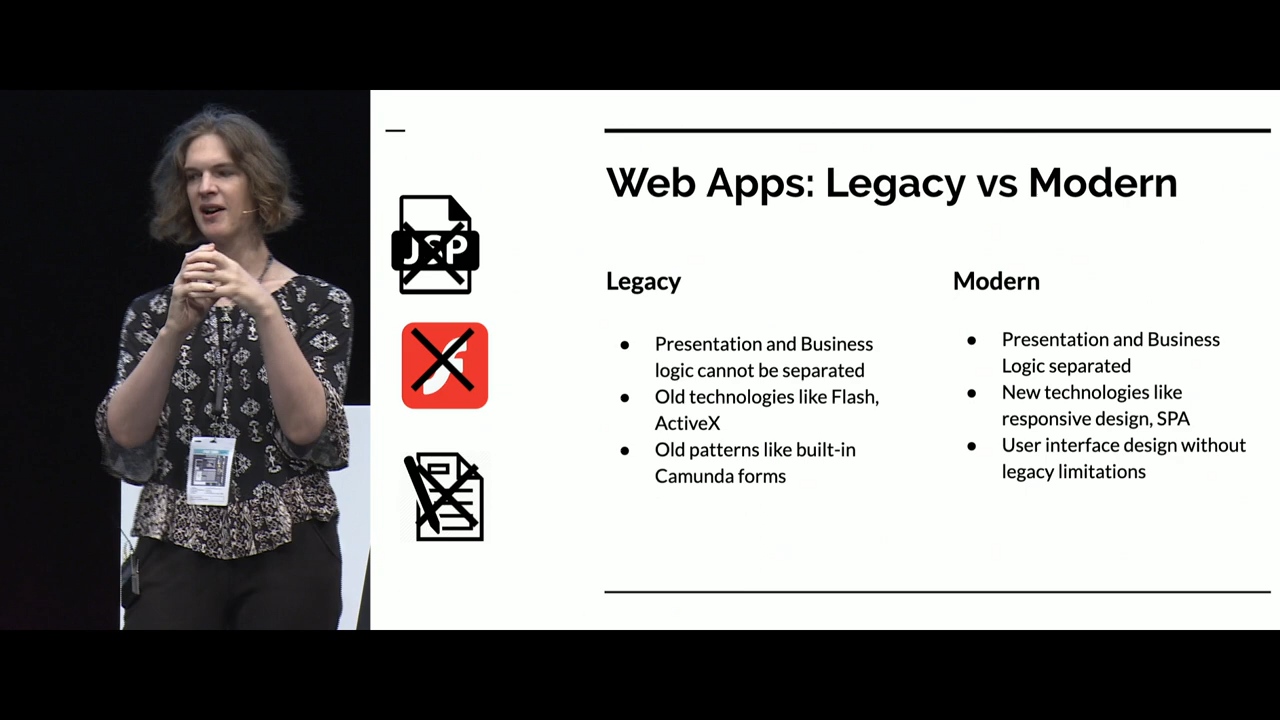 Web Apps: Legacy vs Modern
JSP
Legacy
Presentation and Business
logic cannot be separated
Old technologies like Flash,
ActiveX
Old patterns like built-in
Camunda forms
Modern
Presentation and Business
Logic separated
New technologies like
responsive design, SPA
User interface design without
legacy limitations